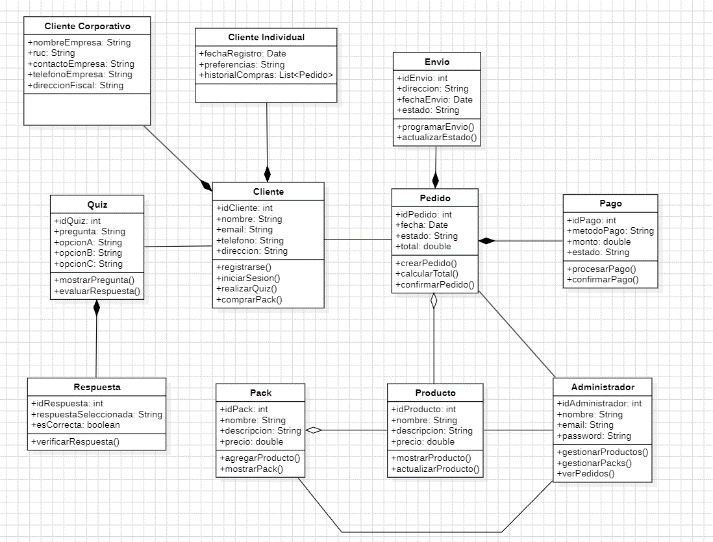 Cliente Corporativo
+nombreEmpresa: String
+ruc: String
+contactoEmpresa: String
+telefonoEmpresa: String
+direccionFiscal: String
Cliente Individual
+fechaRegistro: Date
+preferencias: String
+historialCompras: List<Pedido>
Envio
+idEnvio: int
+direccion: String
+fechaEnvio: Date
+estado: String
+programarEnvio()
+actualizarEstado()
Quiz
+idQuiz: int
+pregunta: String
+opcionA: String
+opcionB: String
+opcionC: String
+mostrarPregunta()
+evaluarRespuesta()
Cliente
+idCliente: int
+nombre: String
+email: String
+telefono: String
+direccion: String
+registrarse()
+iniciarSesion()
+realizarQuiz()
+comprarPack()
Pedido
+idPedido: int
+fecha: Date
+estado: String
+total: double
+crearPedido()
+calcularTotal()
+confirmarPedido()
Pago
+idPago: int
+metodoPago: String
+monto: double
+estado: String
+procesarPago()
+confirmarPago()
Respuesta
+idRespuesta: int
+respuestaSeleccionada: String
+esCorrecta: boolean
+verificarRespuesta()
Pack
+idPack: int
+nombre: String
+descripcion: String
+precio: double
+agregarProducto()
+mostrarPack()
Producto
+idProducto: int
+nombre: String
+descripcion: String
+precio: double
+mostrarProducto()
+actualizarProducto()
Administrador
+idAdministrador: int
+nombre: String
+email: String
+password: String
+gestionarProductos()
+gestionarPacks()
+verPedidos()